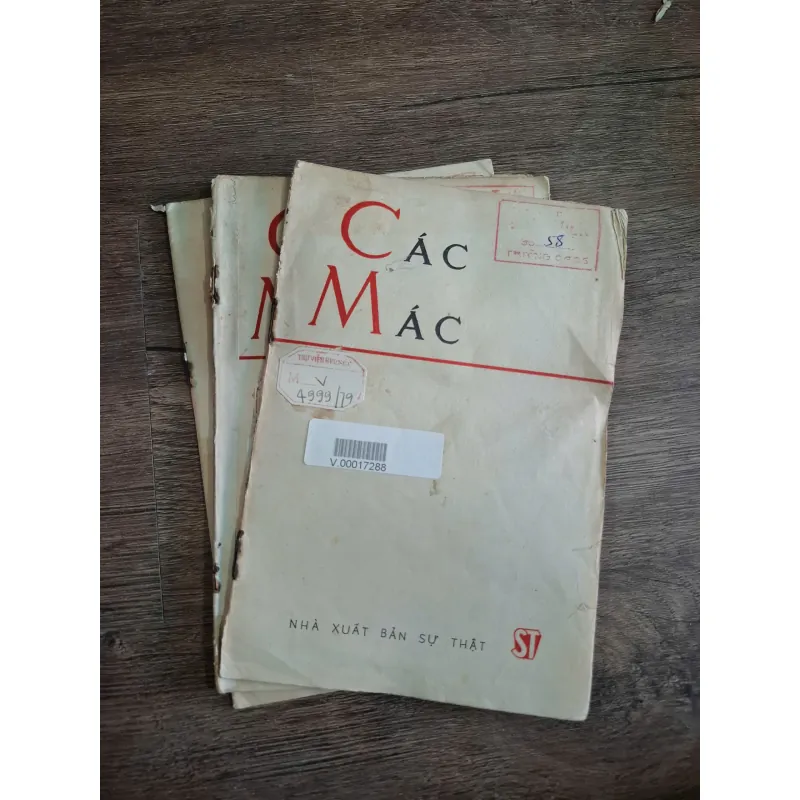 CÁC
MÁC
58
M V
4999/79
V.00017288
NHÀ XUẤT BẢN SỰ THẬT
ST